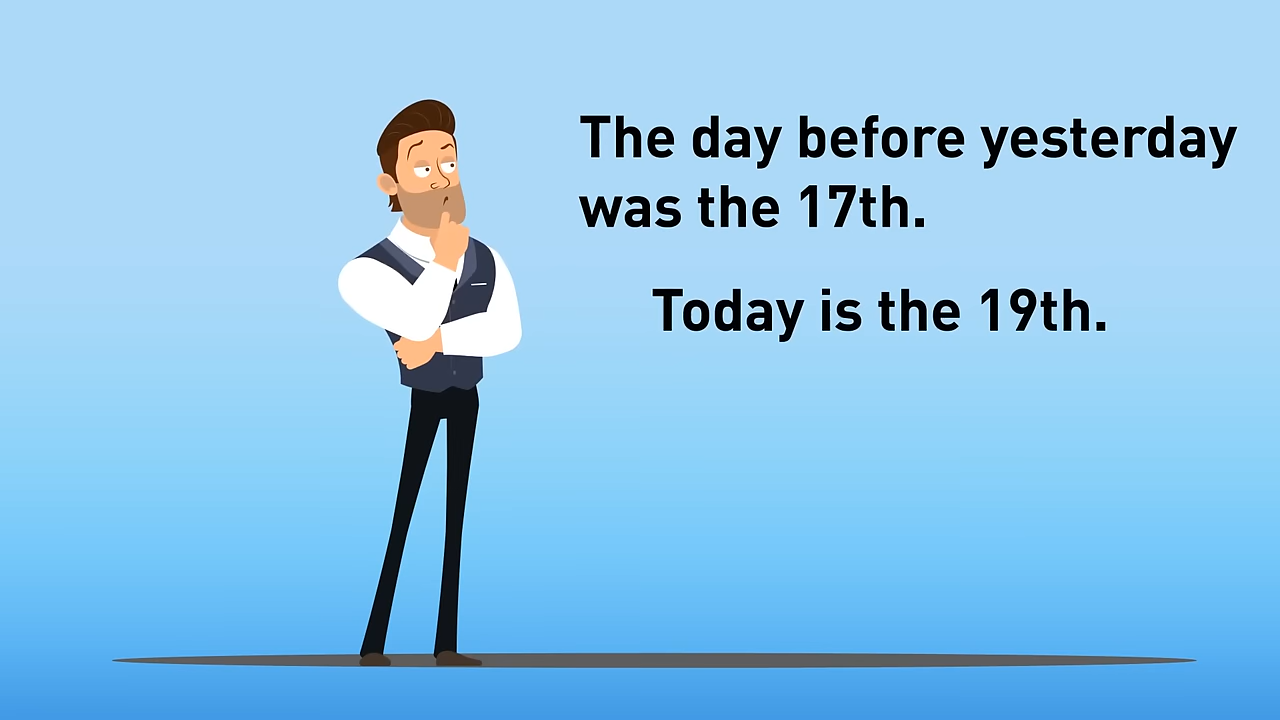 The day before yesterday
was the 17th.
Today is the 19th.